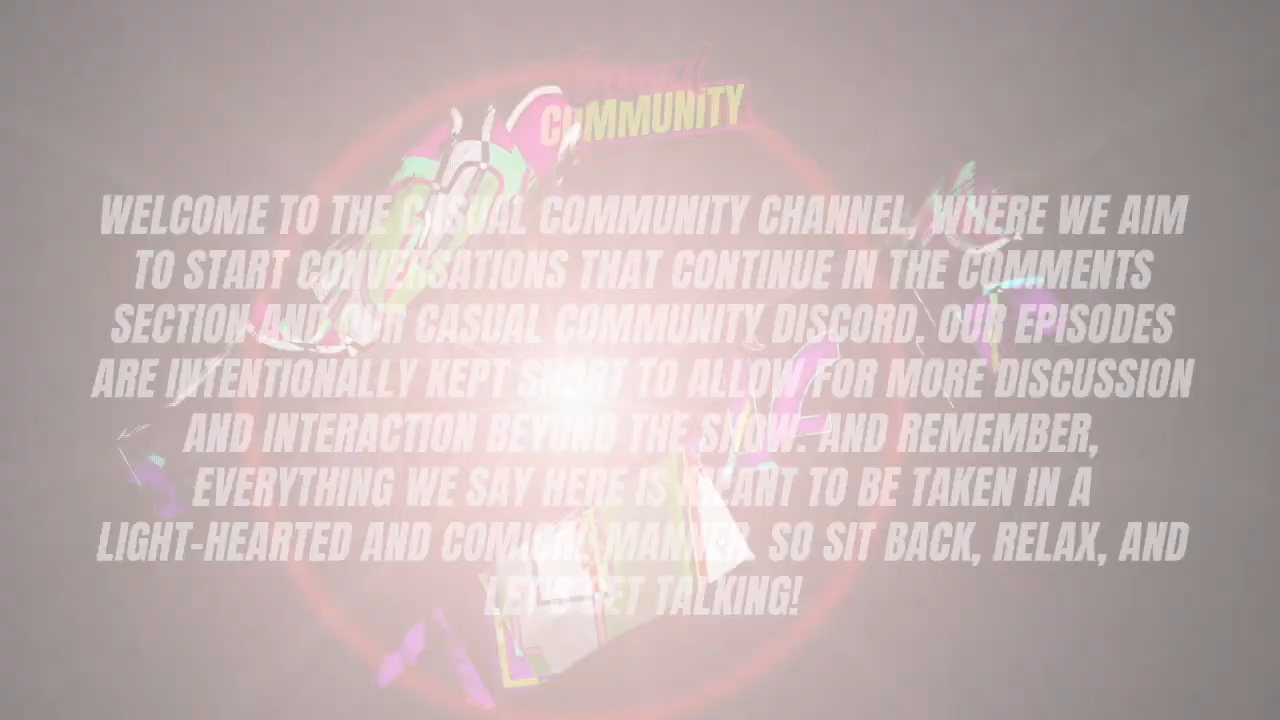 COMMUNITY
WELCOME TO THE CASUAL COMMUNITY CHANNEL, WHERE WE AIM
TO START CONVERSATIONS THAT CONTINUE IN THE COMMENTS
SECTION AND OUR CASUAL COMMUNITY DISCORD. OUR EPISODES
ARE INTENTIONALLY KEPT SHORT TO ALLOW FOR MORE DISCUSSION
AND INTERACTION BEYOND THE SHOW. AND REMEMBER,
EVERYTHING WE SAY HERE IS MEANT TO BE TAKEN IN A
LIGHT-HEARTED AND COMICAL MANNER. SO SIT BACK, RELAX, AND
LET'S GET TALKING!